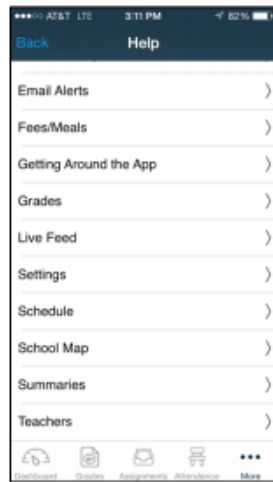 AT&T LTE 3:11 PM 82%
Back Help
Email Alerts
Fees/Meals
Getting Around the App
Grades
Live Feed
Settings
Schedule
School Map
Summaries
Teachers
Dashboard Grades Assignments Attendance More